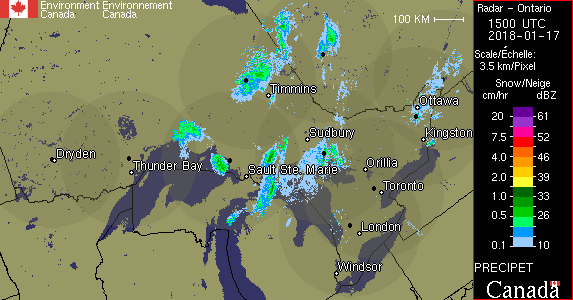 Environment Environnement
Canada Canada
100 KM
Timmins
Ottawa
Sudbury
Kingston
Dryden
Thunder Bay
Sault Ste. Marie
Orillia
Toronto
London
Windsor
Radar - Ontario
1500 UTC
2018-01-17
Scale/Échelle:
3.5 km/Pixel
Snow/Neige
cm/hr dBZ
20 61
7.5 52
4.0 46
2.0 39
1.0 33
0.5 26
0.1 10
PRECIPET
Canada